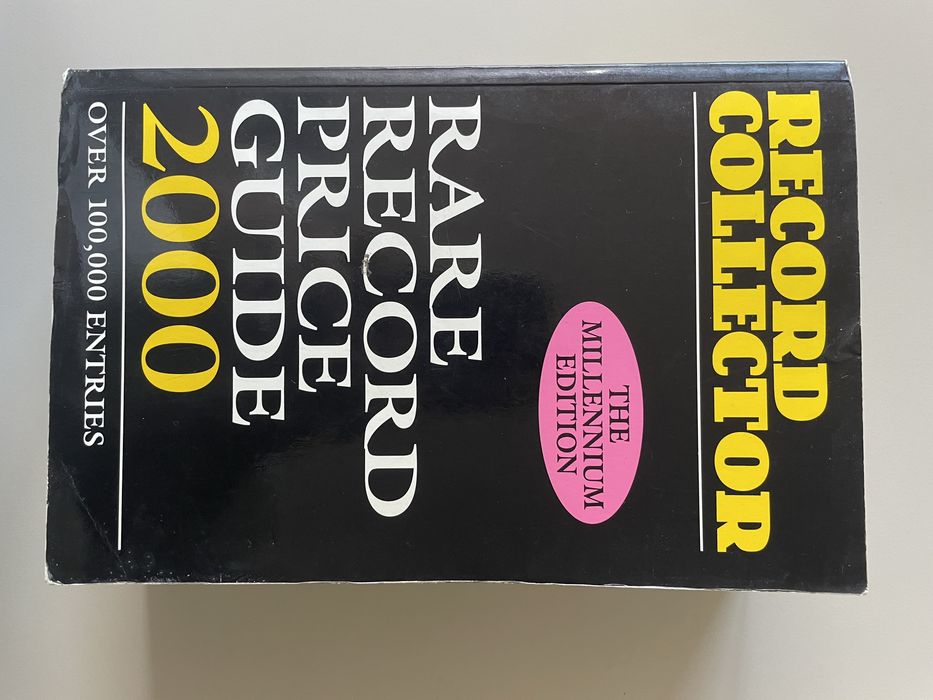 RECORD
COLLECTOR
THE
MILLENNIUM
EDITION
RARE
RECORD
PRICE
GUIDE
2000
OVER 100,000 ENTRIES